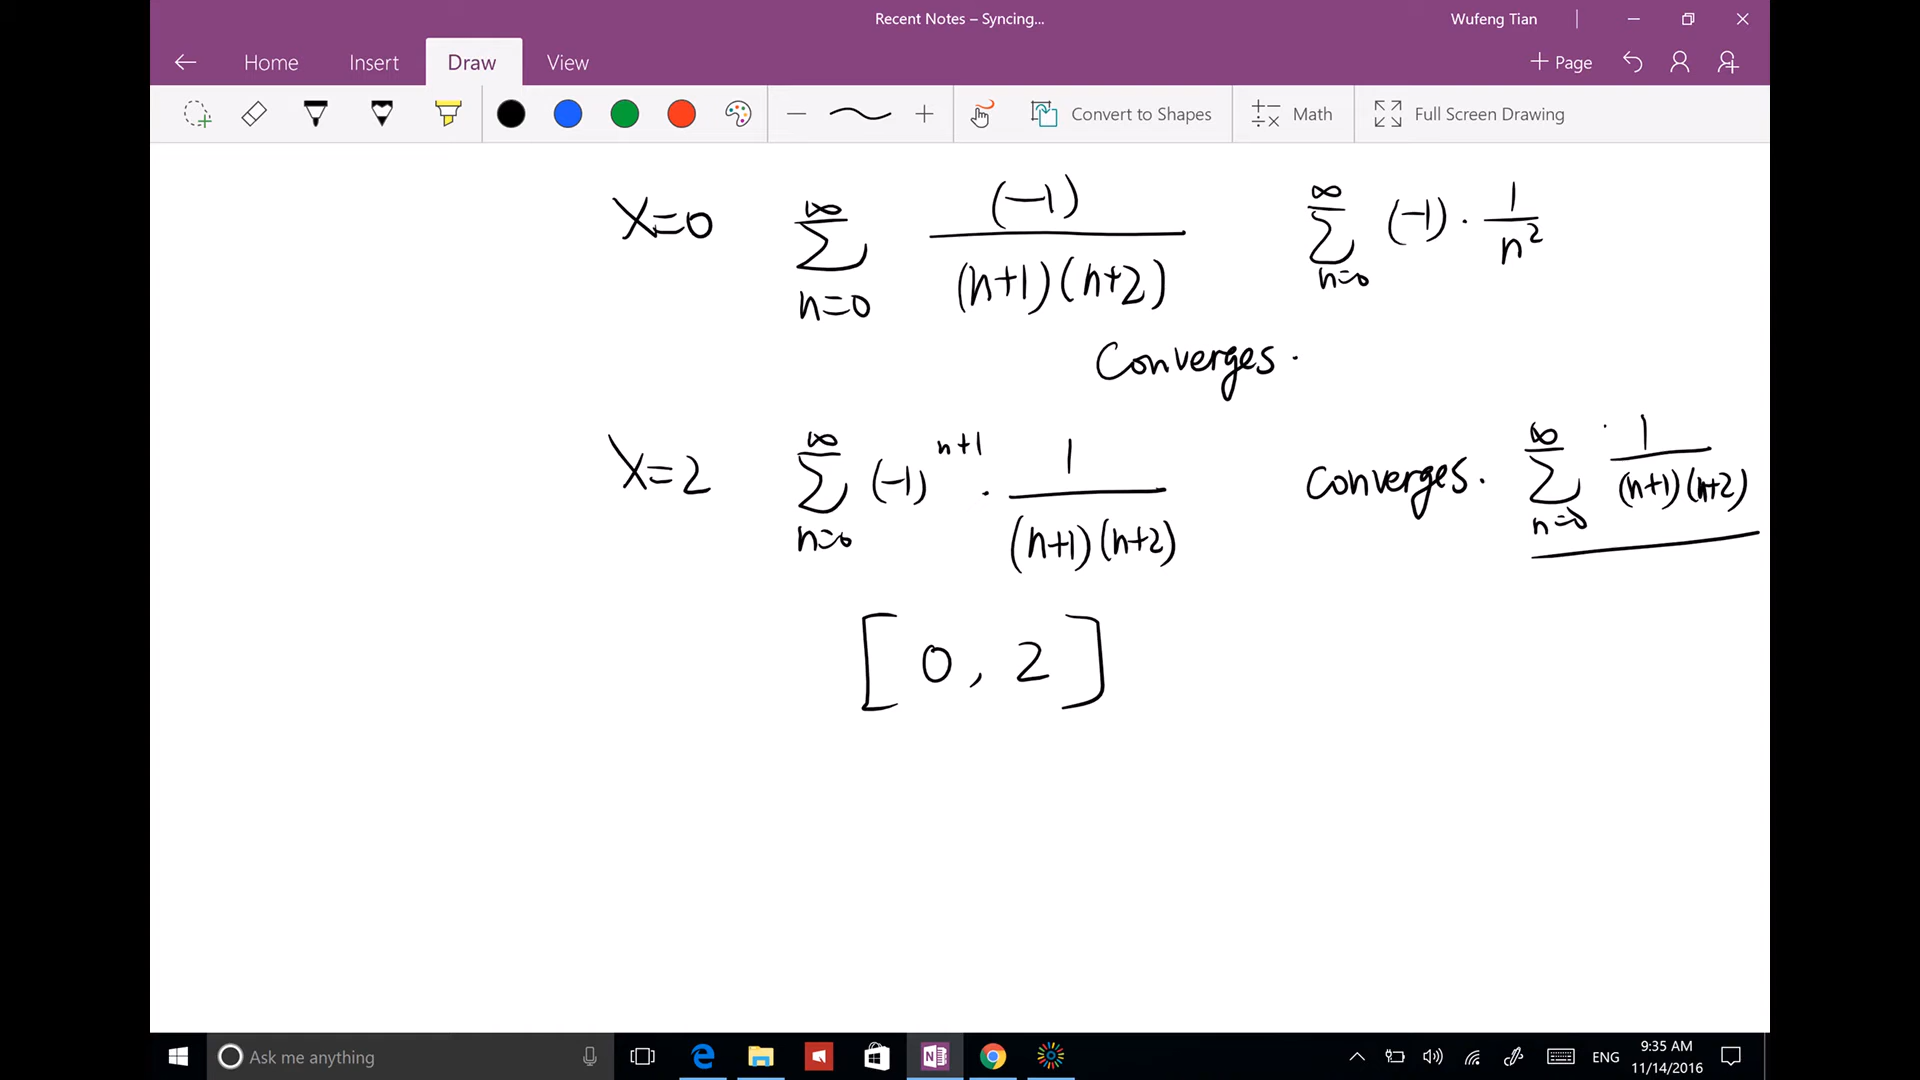 Recent Notes – Syncing...
Wufeng Tian
Home Insert Draw View
Page
Convert to Shapes
Math
Full Screen Drawing
X=0 ∞ Σ n=0 (-1) / (n+1)(n+2) ∞ Σ n=0 (-1) · 1 / n²
Converges.
X=2 ∞ Σ n=0 (-1)^n+1 · 1 / (n+1)(n+2) Converges. ∞ Σ n=0 1 / (n+1)(n+2)
[0, 2]
Ask me anything
ENG
9:35 AM
11/14/2016